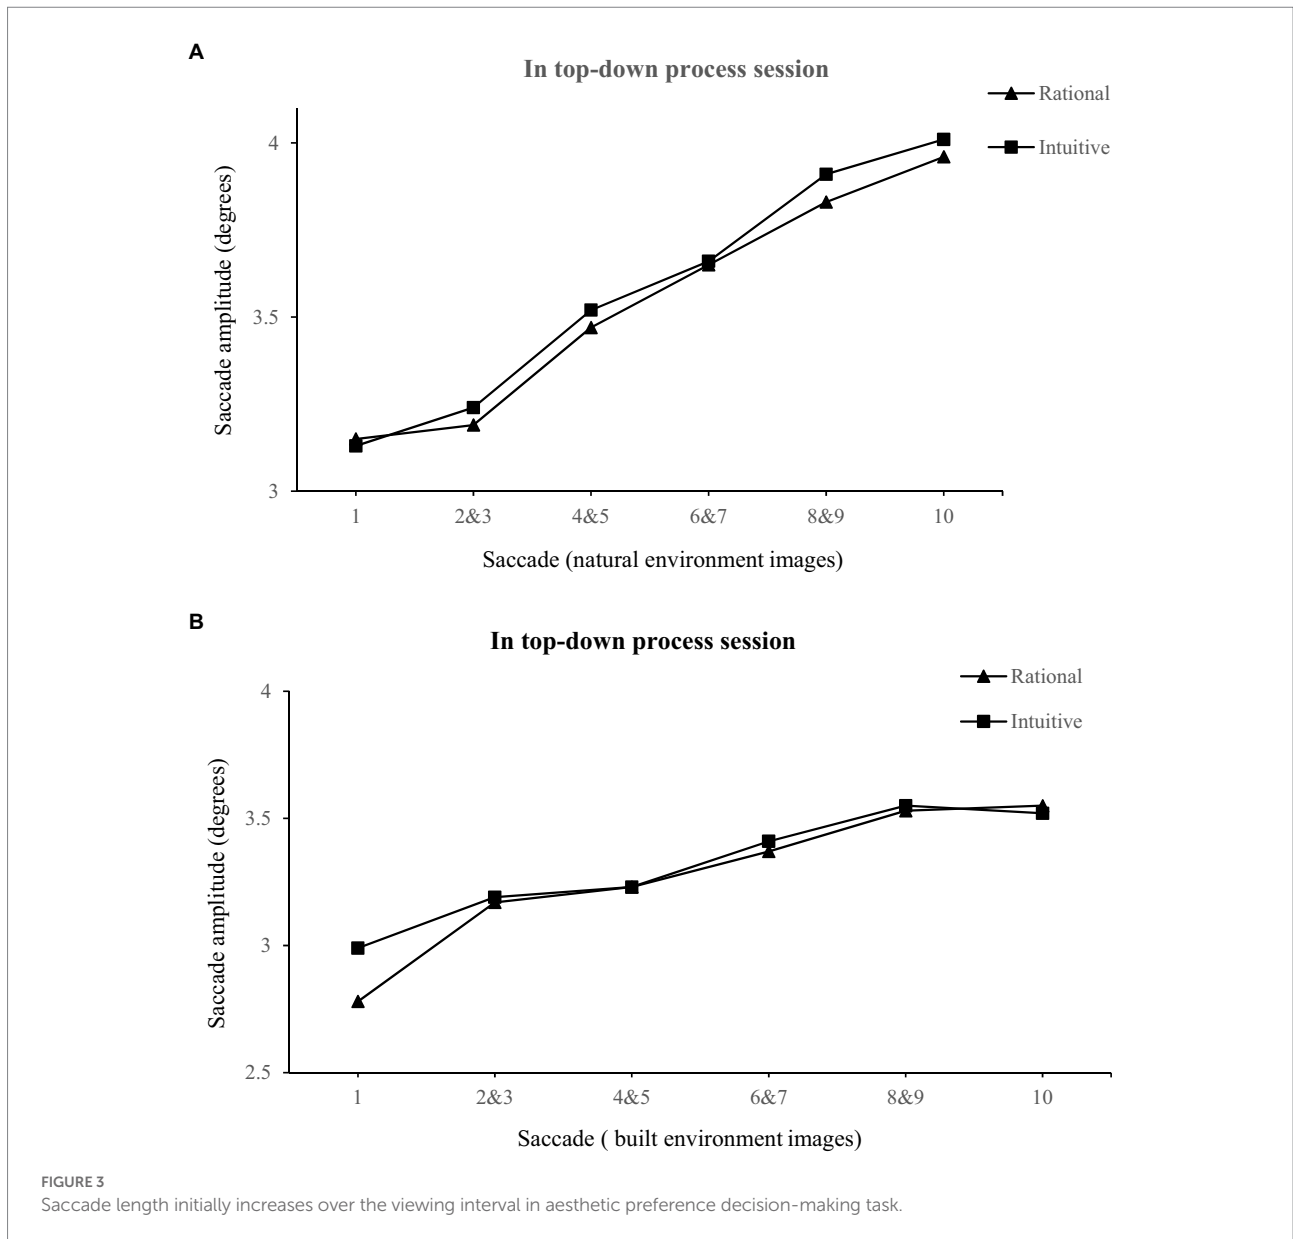 A
In top-down process session
Rational
Intuitive
Saccade amplitude (degrees)
4
3.5
3
1 2&3 4&5 6&7 8&9 10
Saccade (natural environment images)
B
In top-down process session
Rational
Intuitive
Saccade amplitude (degrees)
4
3.5
3
2.5
1 2&3 4&5 6&7 8&9 10
Saccade ( built environment images)
FIGURE 3
Saccade length initially increases over the viewing interval in aesthetic preference decision-making task.